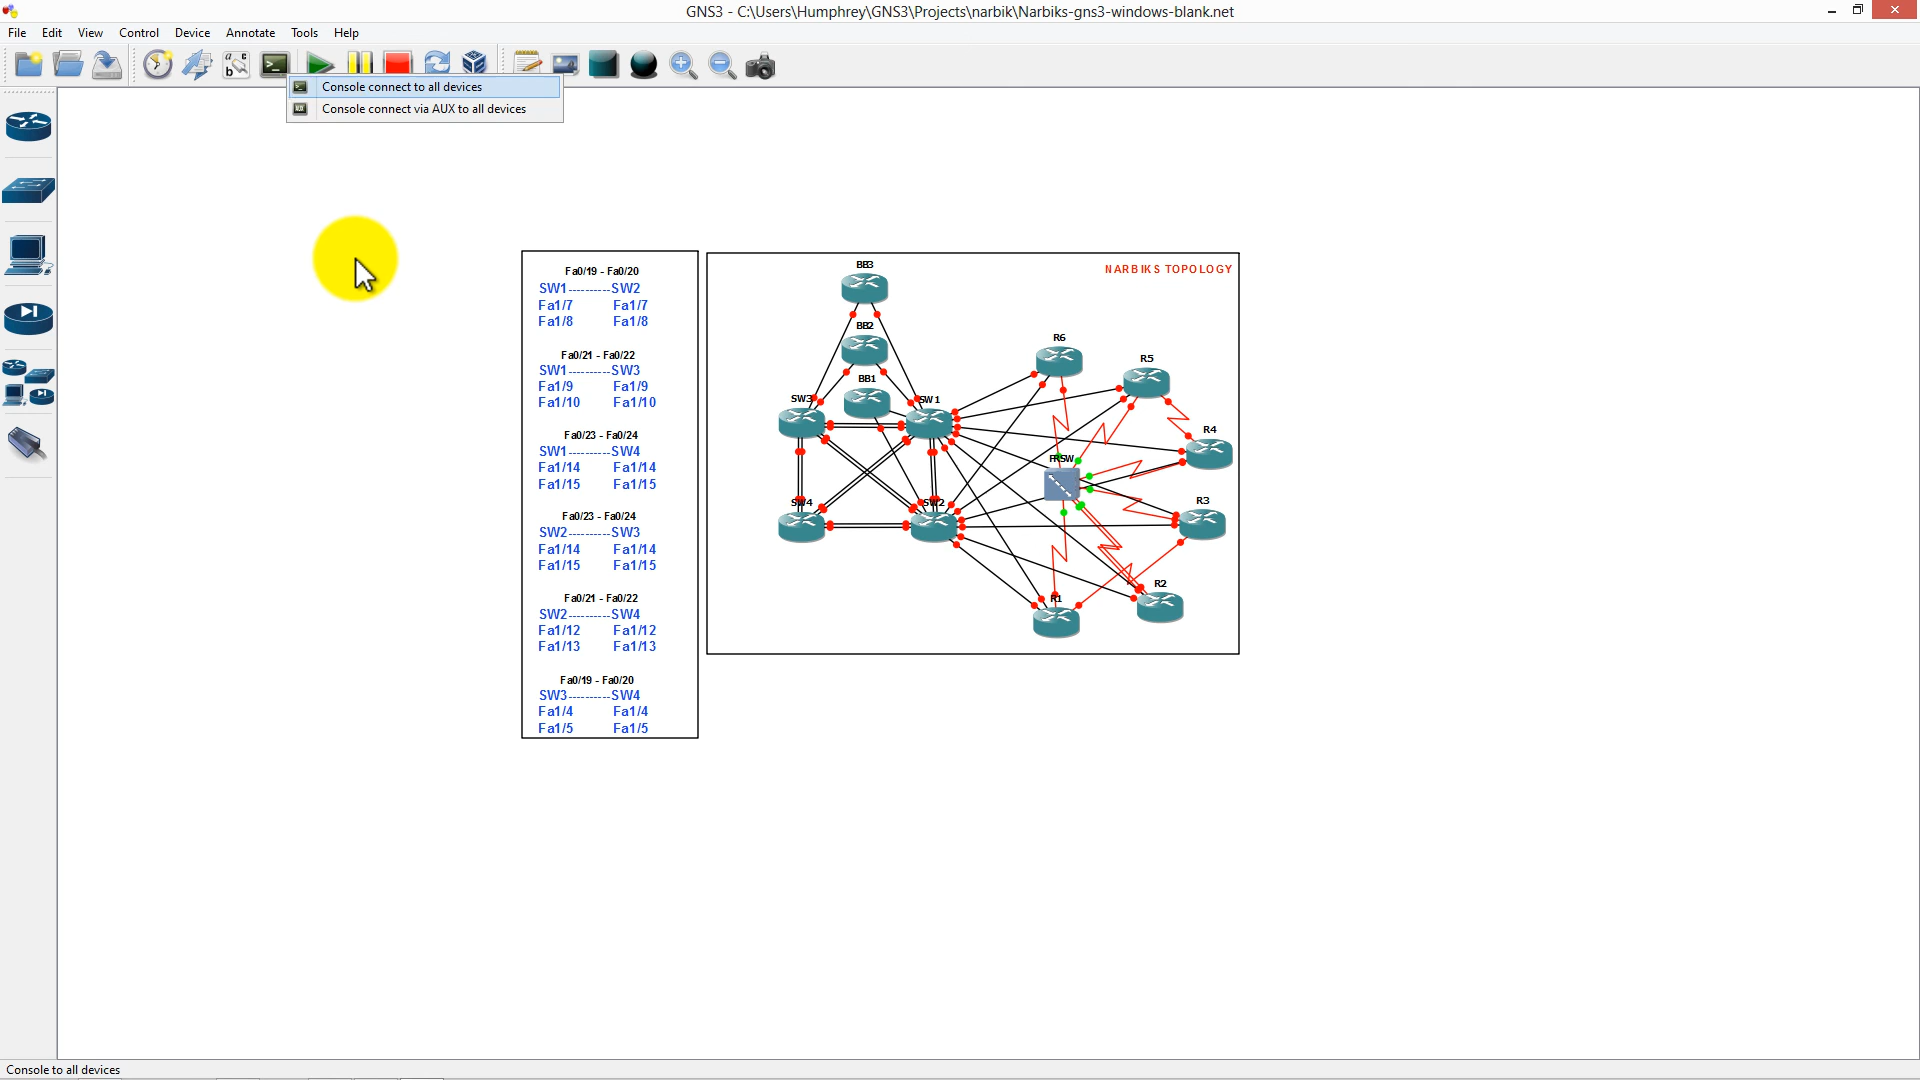 GNS3 - C:\Users\Humphrey\GNS3\Projects\narbik\Narbiks-gns3-windows-blank.net
File Edit View Control Device Annotate Tools Help
a c
b
Console connect to all devices
AUX Console connect via AUX to all devices
Fa0/19 - Fa0/20
SW1----------SW2
Fa1/7 Fa1/7
Fa1/8 Fa1/8
Fa0/21 - Fa0/22
SW1----------SW3
Fa1/9 Fa1/9
Fa1/10 Fa1/10
Fa0/23 - Fa0/24
SW1----------SW4
Fa1/14 Fa1/14
Fa1/15 Fa1/15
Fa0/23 - Fa0/24
SW2----------SW3
Fa1/14 Fa1/14
Fa1/15 Fa1/15
Fa0/21 - Fa0/22
SW2----------SW4
Fa1/12 Fa1/12
Fa1/13 Fa1/13
Fa0/19 - Fa0/20
SW3----------SW4
Fa1/4 Fa1/4
Fa1/5 Fa1/5
NARBIKS TOPOLOGY
BB3
BB2
BB1
R6
R5
SW3
SW1
R4
FRSW
SW4
SW2
R3
R2
R1
Console to all devices